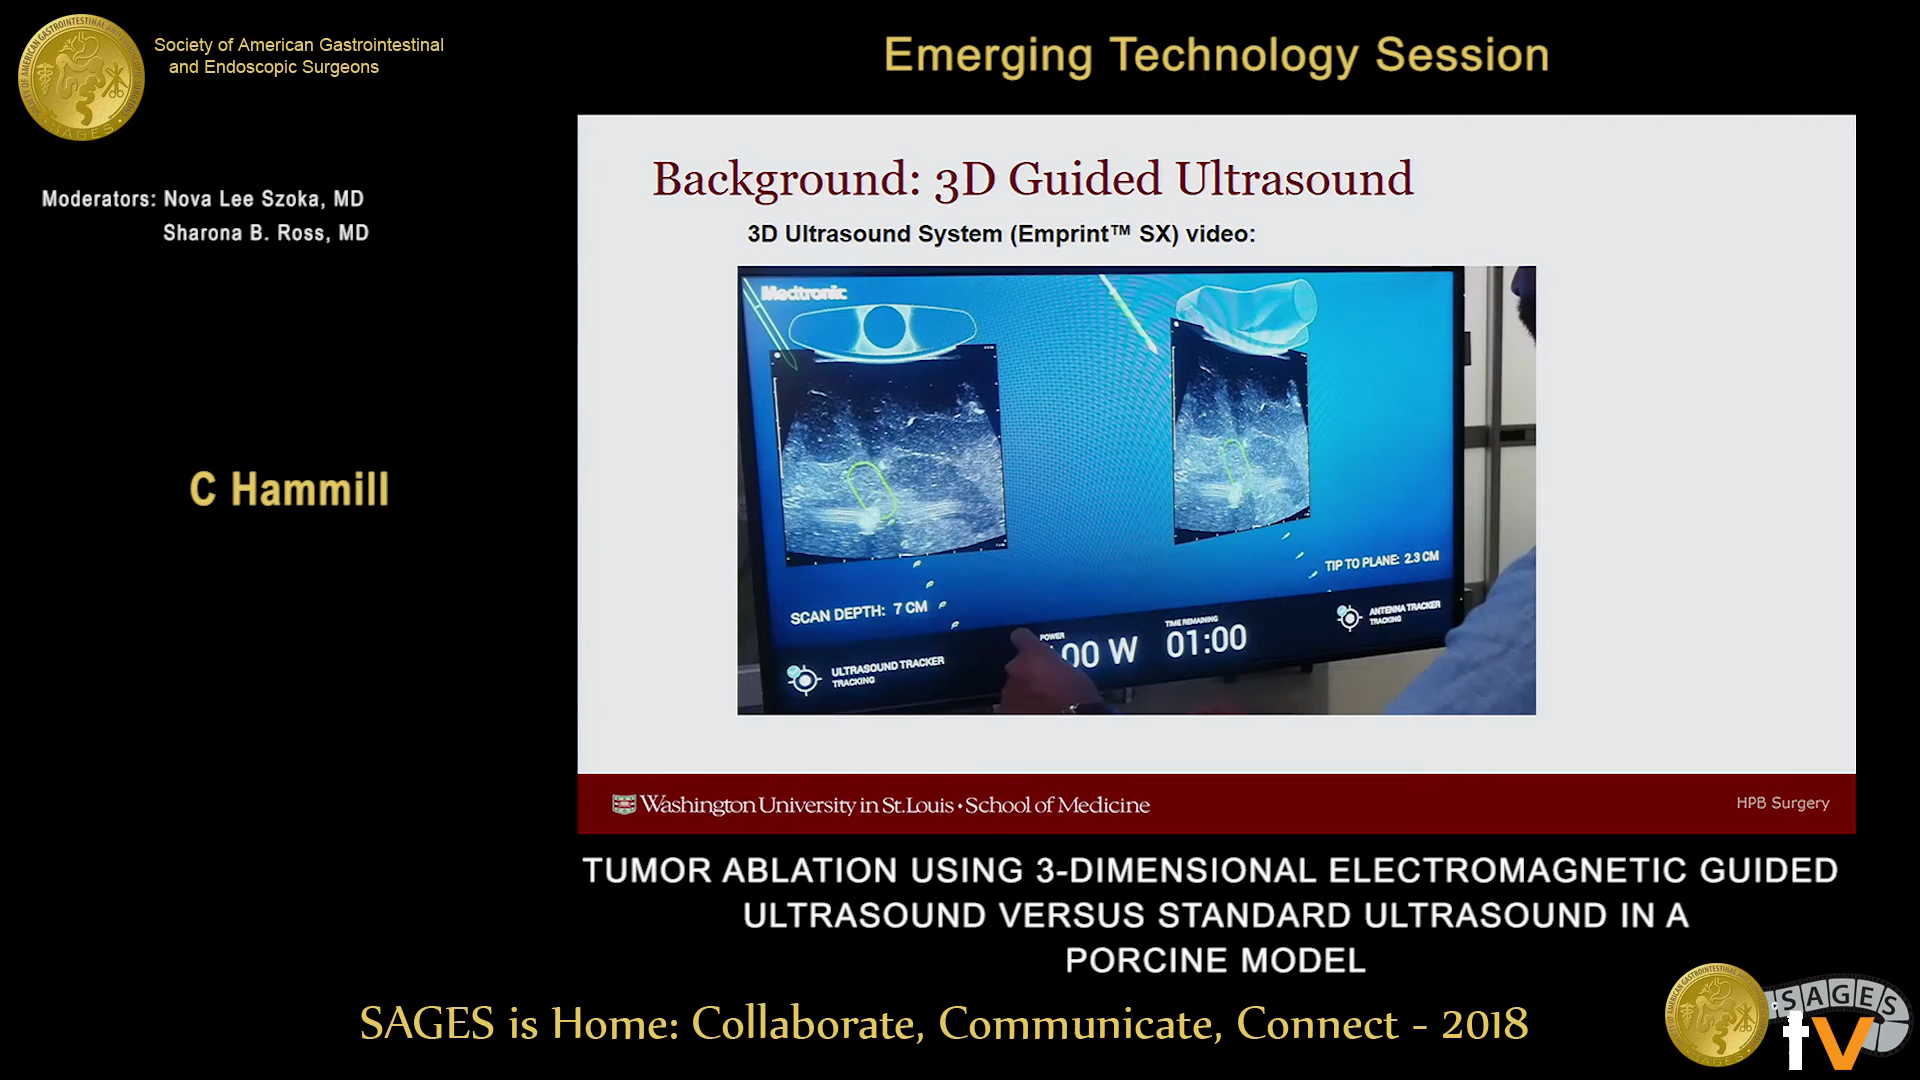 Society of American Gastrointestinal
and Endoscopic Surgeons
Emerging Technology Session
Moderators: Nova Lee Szoka, MD
Sharona B. Ross, MD
C Hammill
Background: 3D Guided Ultrasound
3D Ultrasound System (Emprint™ SX) video:
Medtronic
SCAN DEPTH: 7 CM
TIP TO PLANE: 2.3 CM
ULTRASOUND TRACKER
TRACKING
POWER
00 W
TIME REMAINING
01:00
ANTENNA TRACKER
TRACKING
Washington University in St. Louis • School of Medicine
HPB Surgery
TUMOR ABLATION USING 3-DIMENSIONAL ELECTROMAGNETIC GUIDED
ULTRASOUND VERSUS STANDARD ULTRASOUND IN A
PORCINE MODEL
SAGES is Home: Collaborate, Communicate, Connect - 2018
SAGES
tv